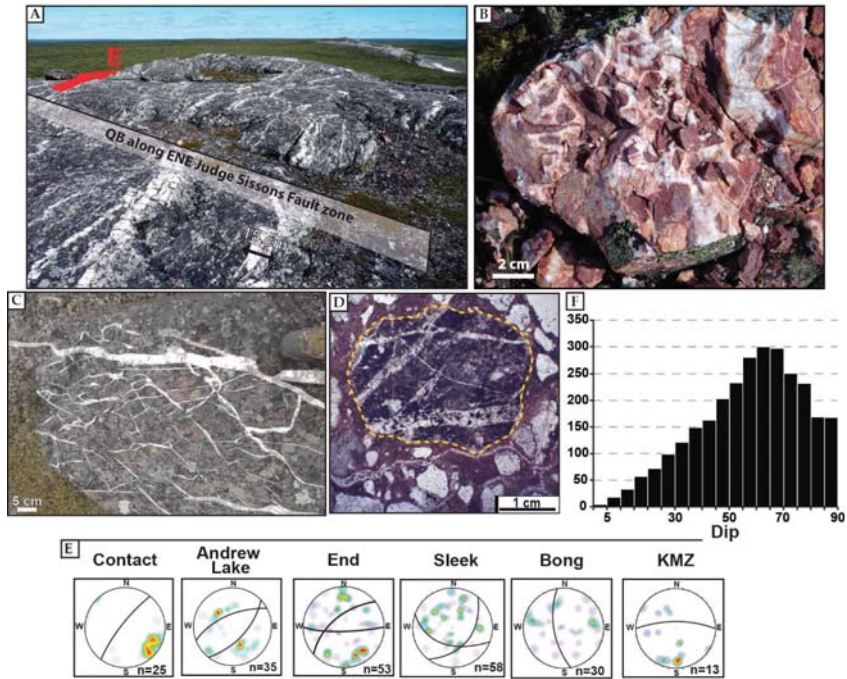 A
E
QB along ENE Judge Sissons Fault zone
B
2 cm
C
5 cm
D
1 cm
F
350
300
250
200
150
100
50
0
5 30 50 70 90
Dip
E
Contact
Andrew
Lake
End
Sleek
Bong
KMZ
N
W E
S
n=25
N
W E
S
n=35
N
W E
S
n=53
N
W E
S
n=58
N
W E
S
n=30
N
W E
S
n=13